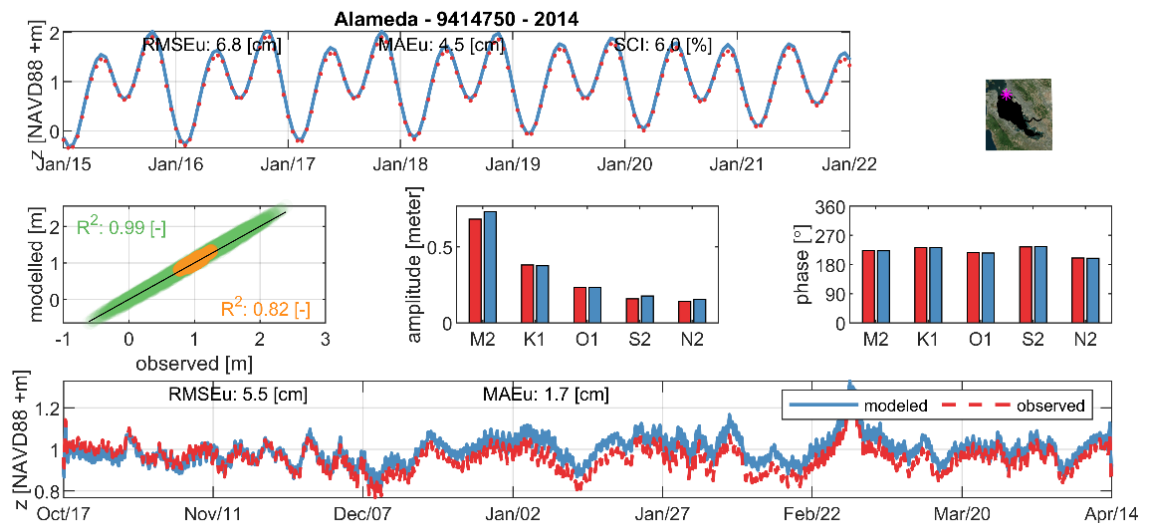 Alameda - 9414750 - 2014
RMSEu: 6.8 [cm] MAEu: 4.5 [cm] SCI: 6.0 [%]
z [NAVD88 +m]
2
1
0
Jan/15 Jan/16 Jan/17 Jan/18 Jan/19 Jan/20 Jan/21 Jan/22
modelled [m]
2
1
0
R²: 0.99 [-]
R²: 0.82 [-]
-1 0 1 2 3
observed [m]
amplitude [meter]
0.5
0
M2 K1 O1 S2 N2
phase [°]
360
270
180
90
0
M2 K1 O1 S2 N2
RMSEu: 5.5 [cm] MAEu: 1.7 [cm]
modeled observed
z [NAVD88 +m]
1.2
1
0.8
Oct/17 Nov/11 Dec/07 Jan/02 Jan/27 Feb/22 Mar/20 Apr/14